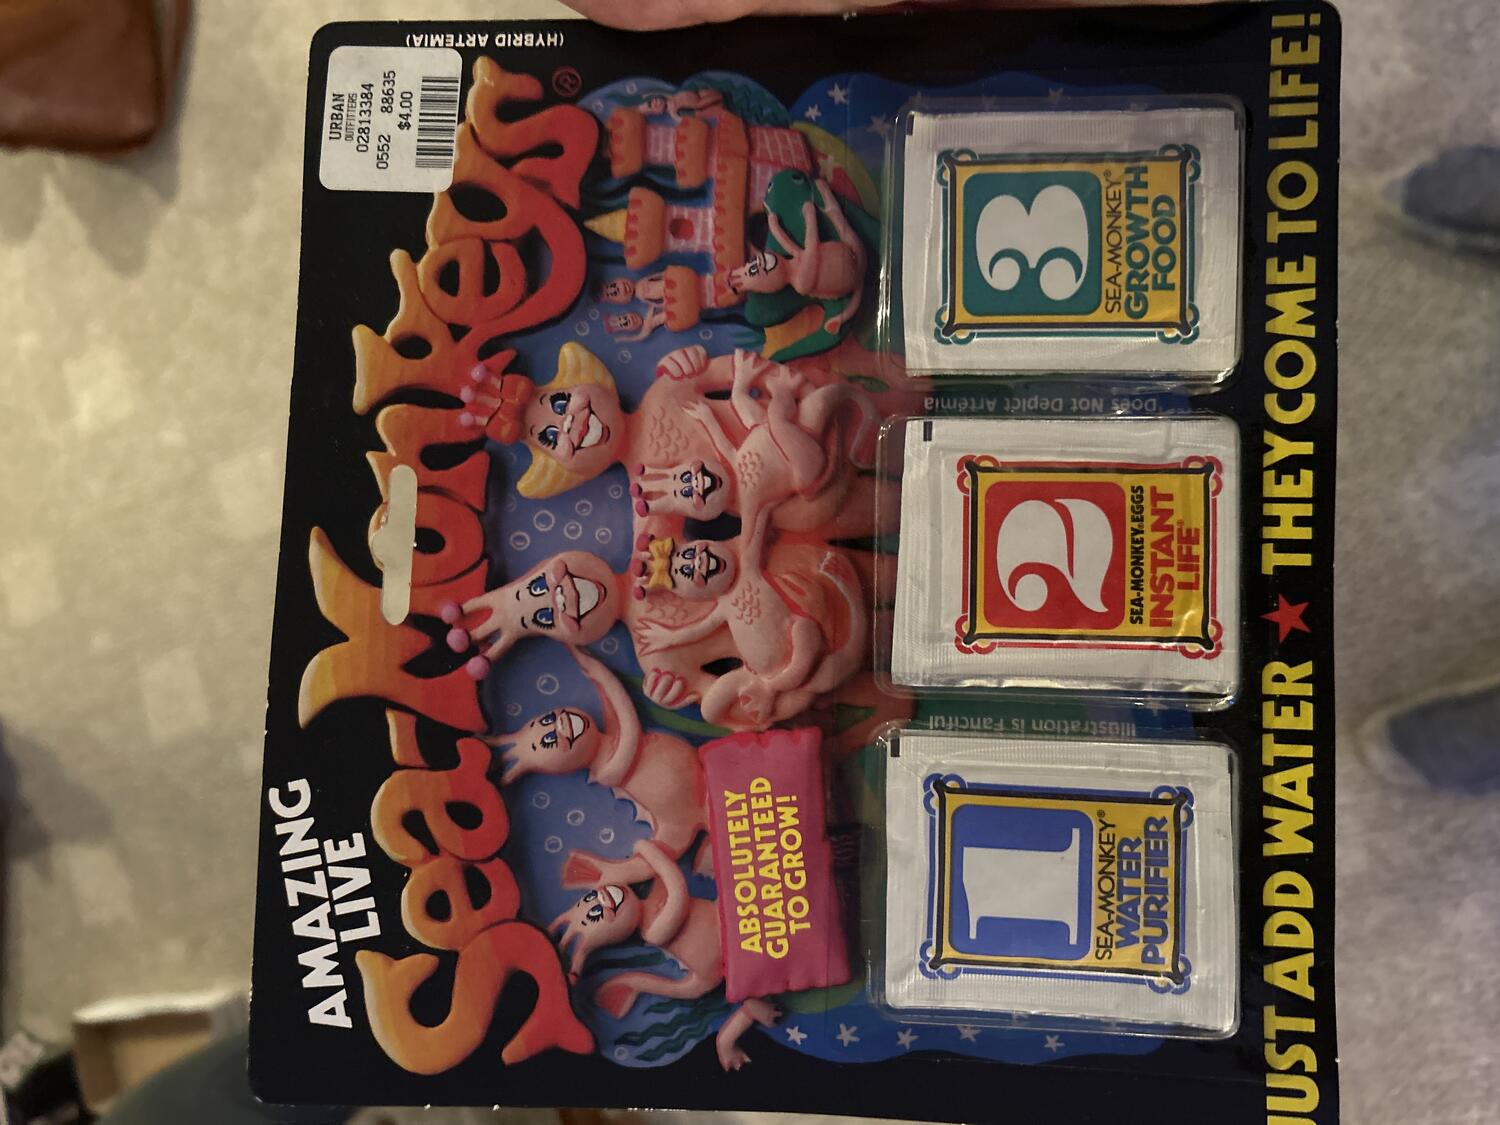 AMAZING
LIVE
Sea-Monkeys®
(HYBRID ARTEMIA)
URBAN
OUTFITTERS
02813384
0552 88635
$4.00
ABSOLUTELY
GUARANTEED
TO GROW!
1
SEA-MONKEY®
WATER
PURIFIER
Illustration is Fanciful
2
SEA-MONKEY EGGS
INSTANT
LIFE®
Does Not Depict Artemia
3
SEA-MONKEY®
GROWTH
FOOD
JUST ADD WATER ★ THEY COME TO LIFE!